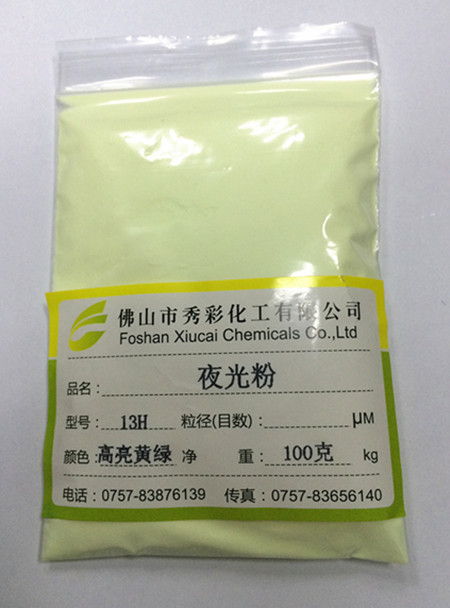 佛山市秀彩化工有限公司
Foshan Xiucai Chemicals Co.,Ltd
品名: 夜光粉
型号: 13H 粒径(目数): μM
颜色: 高亮黄绿 净 重: 100克 kg
电话: 0757-83876139 传真: 0757-83656140